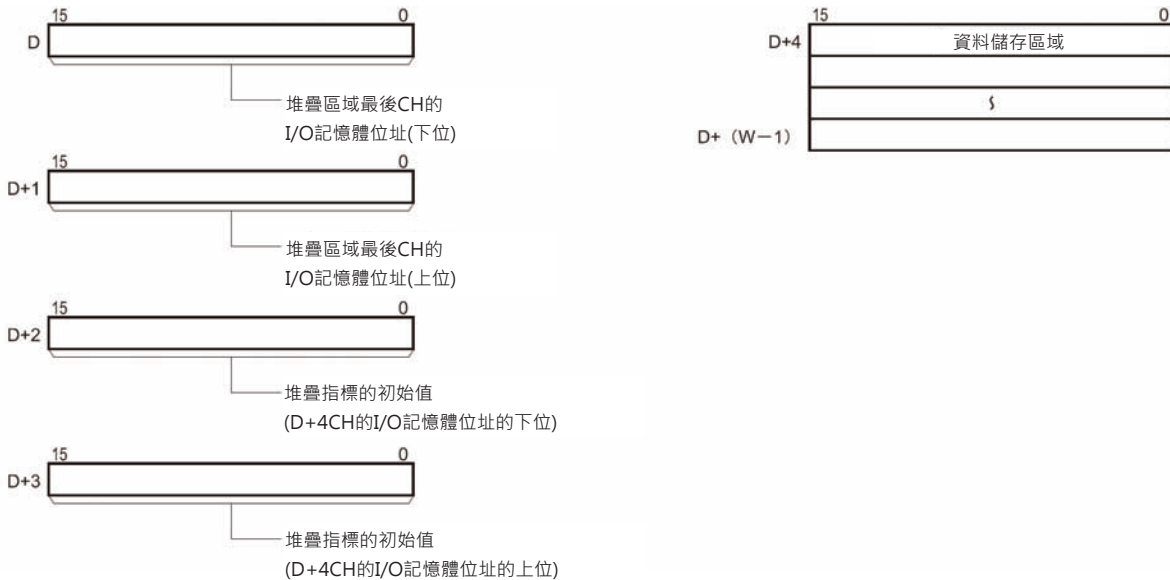 15 0
D
堆疊區域最後CH的
I/O記憶體位址(下位)
15 0
D+1
堆疊區域最後CH的
I/O記憶體位址(上位)
15 0
D+2
堆疊指標的初始值
(D+4CH的I/O記憶體位址的下位)
15 0
D+3
堆疊指標的初始值
(D+4CH的I/O記憶體位址的上位)
15 0
D+4 資料儲存區域
D+（W－1）